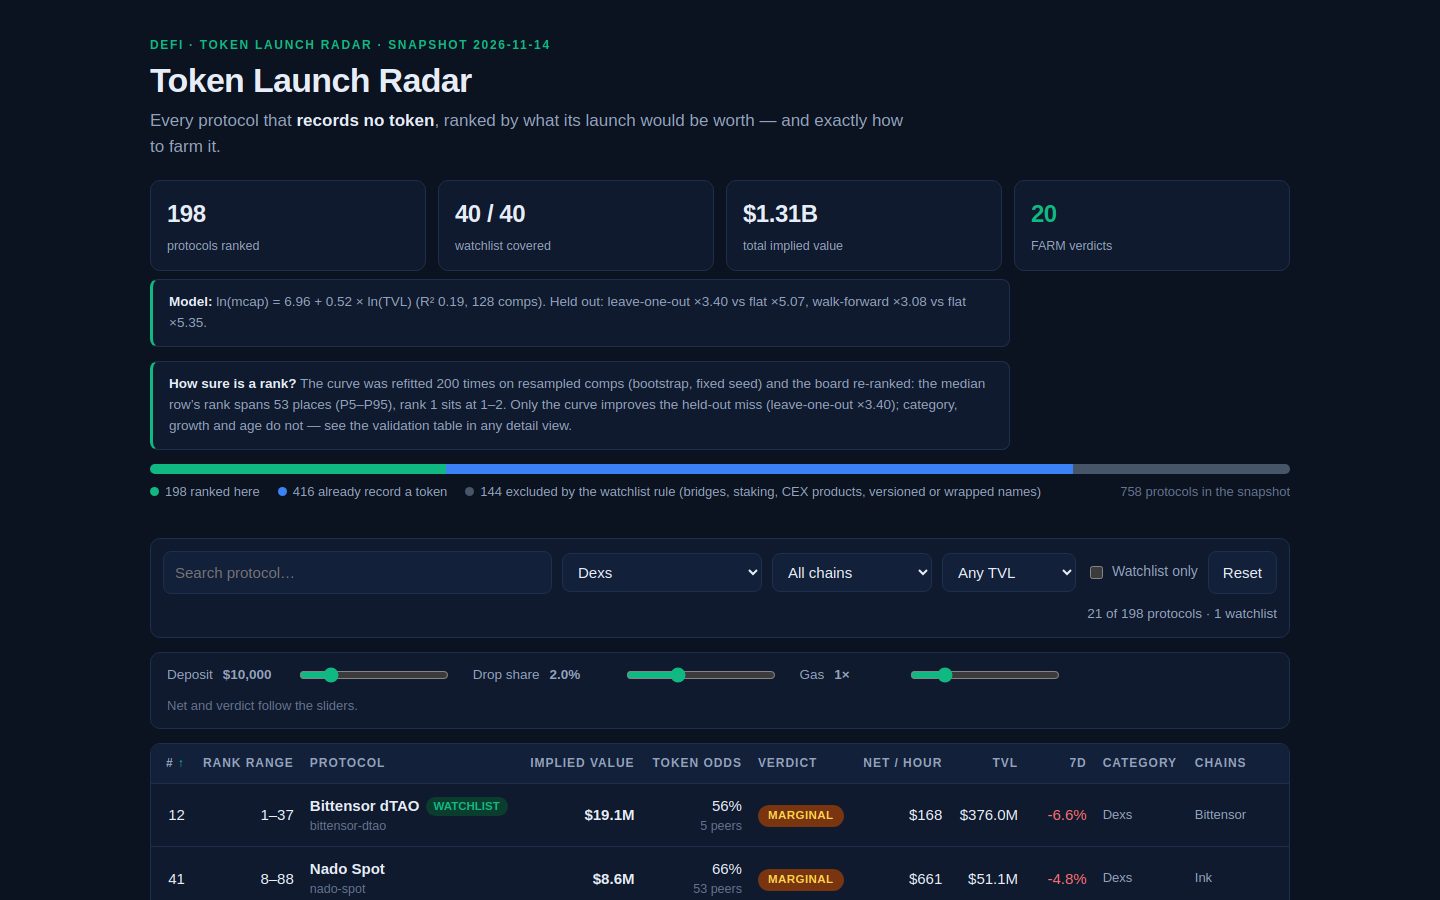 DEFI · TOKEN LAUNCH RADAR · SNAPSHOT 2026-11-14
Token Launch Radar
Every protocol that records no token, ranked by what its launch would be worth — and exactly how
to farm it.
198
protocols ranked
40 / 40
watchlist covered
$1.31B
total implied value
20
FARM verdicts
Model: ln(mcap) = 6.96 + 0.52 × ln(TVL) (R² 0.19, 128 comps). Held out: leave-one-out ×3.40 vs flat ×5.07, walk-forward ×3.08 vs flat
×5.35.
How sure is a rank? The curve was refitted 200 times on resampled comps (bootstrap, fixed seed) and the board re-ranked: the median
row's rank spans 53 places (P5–P95), rank 1 sits at 1–2. Only the curve improves the held-out miss (leave-one-out ×3.40); category,
growth and age do not — see the validation table in any detail view.
198 ranked here 416 already record a token 144 excluded by the watchlist rule (bridges, staking, CEX products, versioned or wrapped names) 758 protocols in the snapshot
Search protocol… Dexs All chains Any TVL Watchlist only Reset
21 of 198 protocols · 1 watchlist
Deposit $10,000 Drop share 2.0% Gas 1×
Net and verdict follow the sliders.
# ↑ RANK RANGE PROTOCOL IMPLIED VALUE TOKEN ODDS VERDICT NET / HOUR TVL 7D CATEGORY CHAINS
12 1–37 Bittensor dTAO WATCHLIST $19.1M 56% MARGINAL $168 $376.0M -6.6% Dexs Bittensor
bittensor-dtao 5 peers
41 8–88 Nado Spot $8.6M 66% MARGINAL $661 $51.1M -4.8% Dexs Ink
nado-spot 53 peers